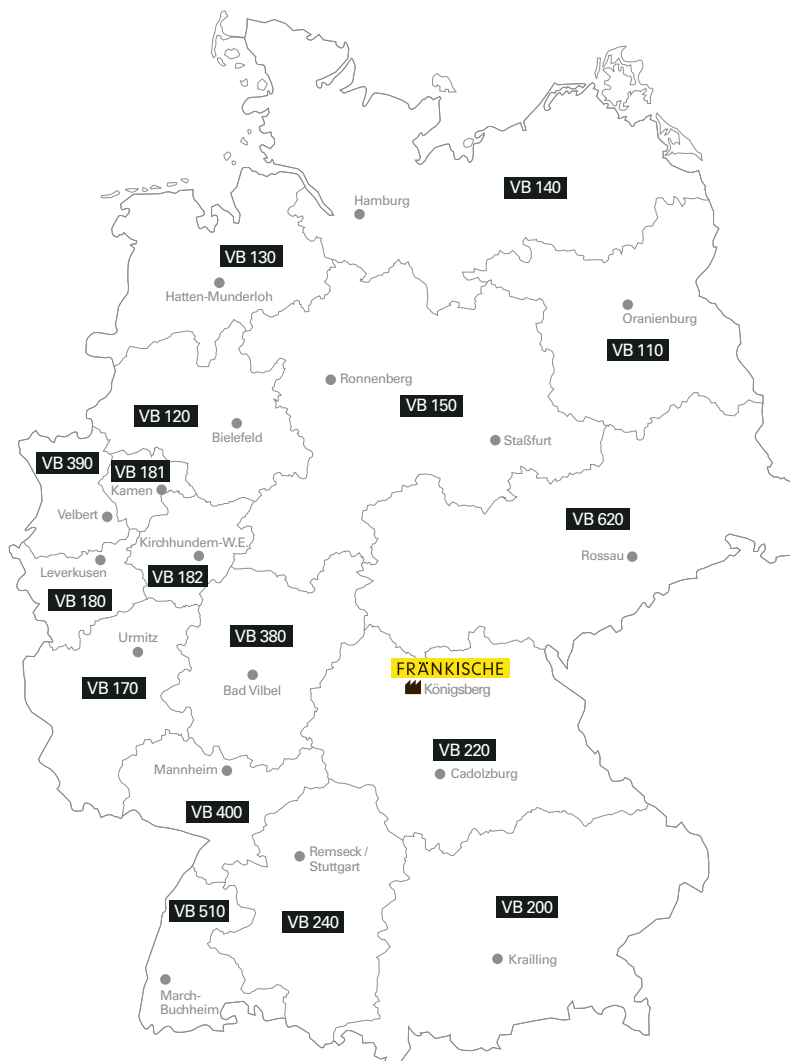 VB 140
Hamburg
VB 130
Hatten-Munderloh
Oranienburg
VB 110
Ronnenberg
VB 150
VB 120
Bielefeld
Staßfurt
VB 390
VB 181
Kamen
Velbert
VB 620
Kirchhundem-W.E.
Rossau
Leverkusen
VB 182
VB 180
Urmitz
VB 380
FRÄNKISCHE
Königsberg
VB 170
Bad Vilbel
VB 220
Mannheim
Cadolzburg
VB 400
Remseck /
Stuttgart
VB 510
VB 240
VB 200
Krailling
March-
Buchheim